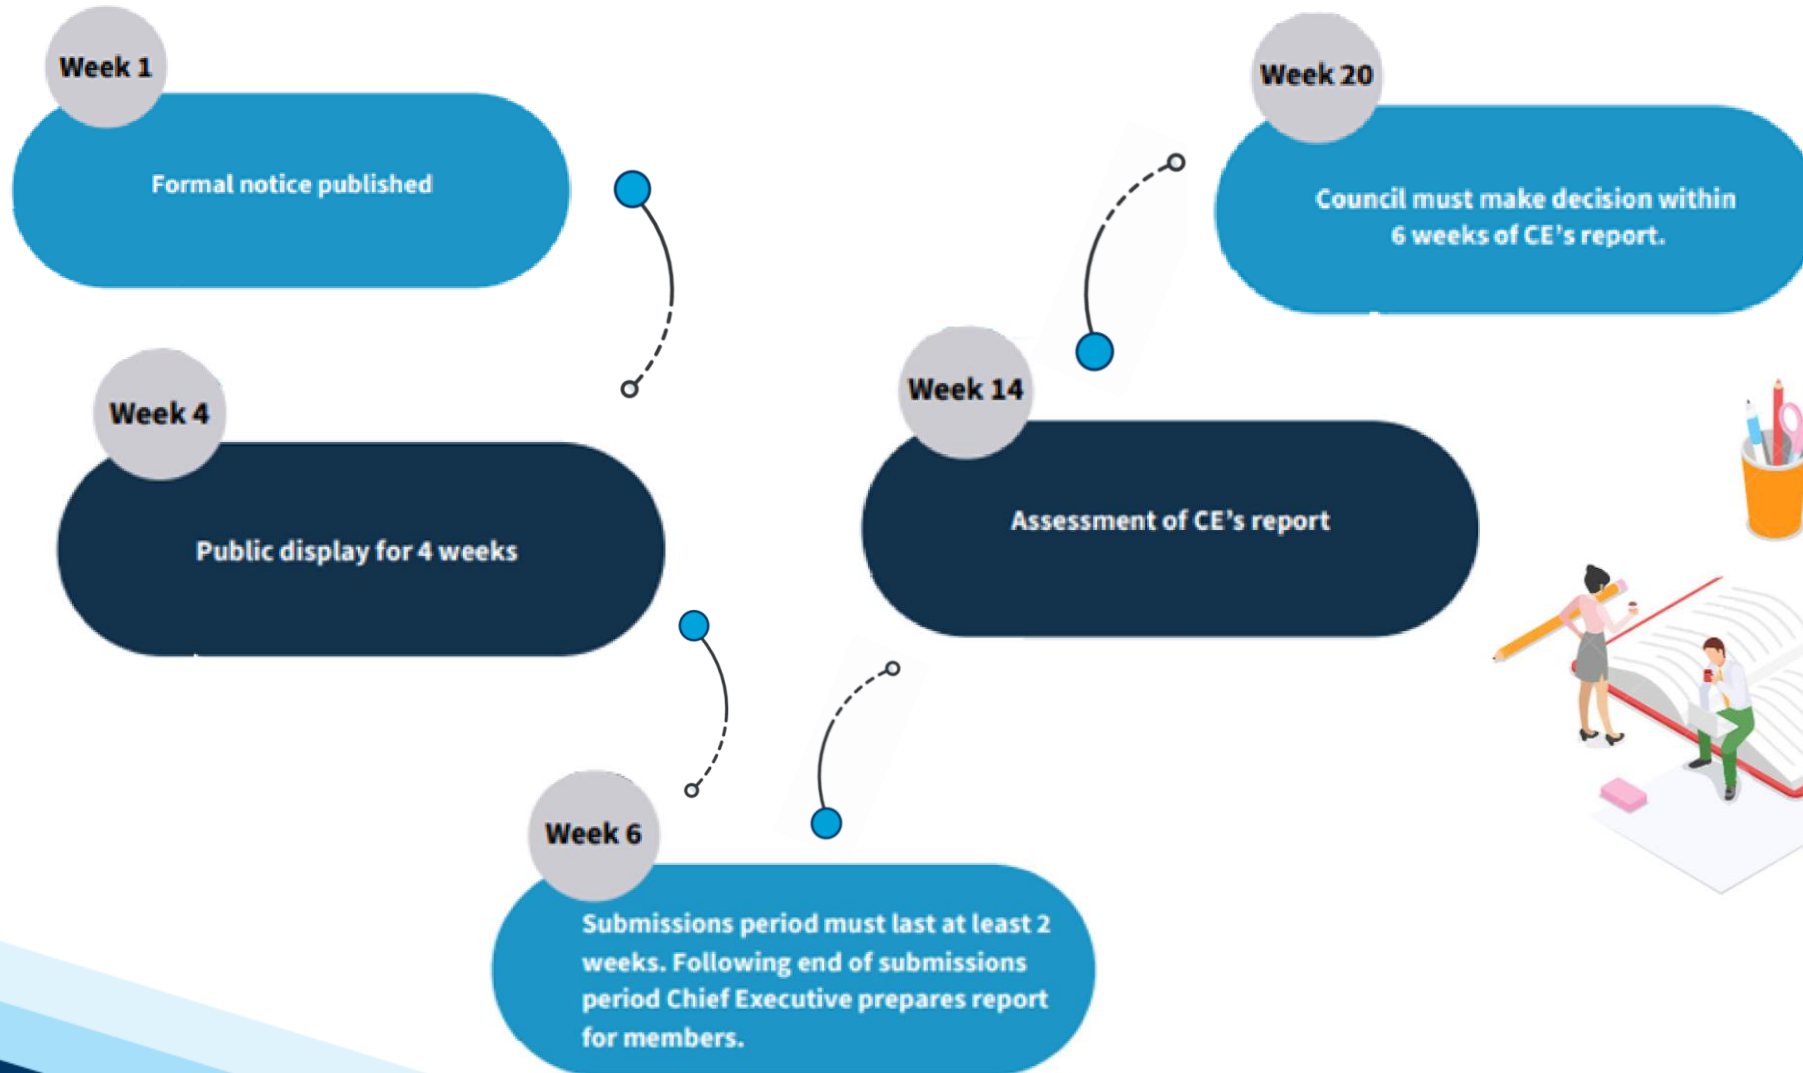 Week 1
Formal notice published
Week 4
Public display for 4 weeks
Week 6
Submissions period must last at least 2
weeks. Following end of submissions
period Chief Executive prepares report
for members.
Week 14
Assessment of CE’s report
Week 20
Council must make decision within
6 weeks of CE’s report.